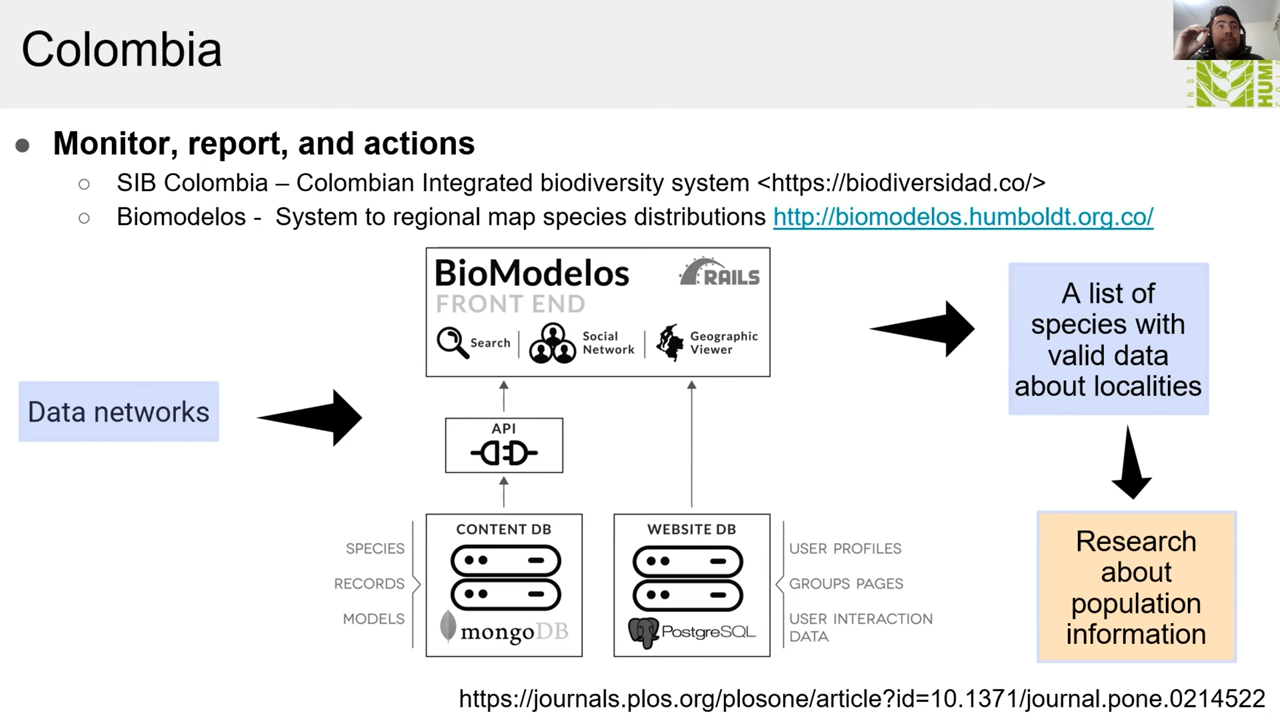 Colombia
INST
HUM
● Monitor, report, and actions
○ SIB Colombia – Colombian Integrated biodiversity system <https://biodiversidad.co/>
○ Biomodelos - System to regional map species distributions http://biomodelos.humboldt.org.co/
BioModelos
FRONT END
RAILS
Search
Social
Network
Geographic
Viewer
A list of
species with
valid data
about localities
Data networks
API
CONTENT DB
SPECIES
RECORDS
MODELS
mongoDB
WEBSITE DB
PostgreSQL
USER PROFILES
GROUPS PAGES
USER INTERACTION
DATA
Research
about
population
information
https://journals.plos.org/plosone/article?id=10.1371/journal.pone.0214522